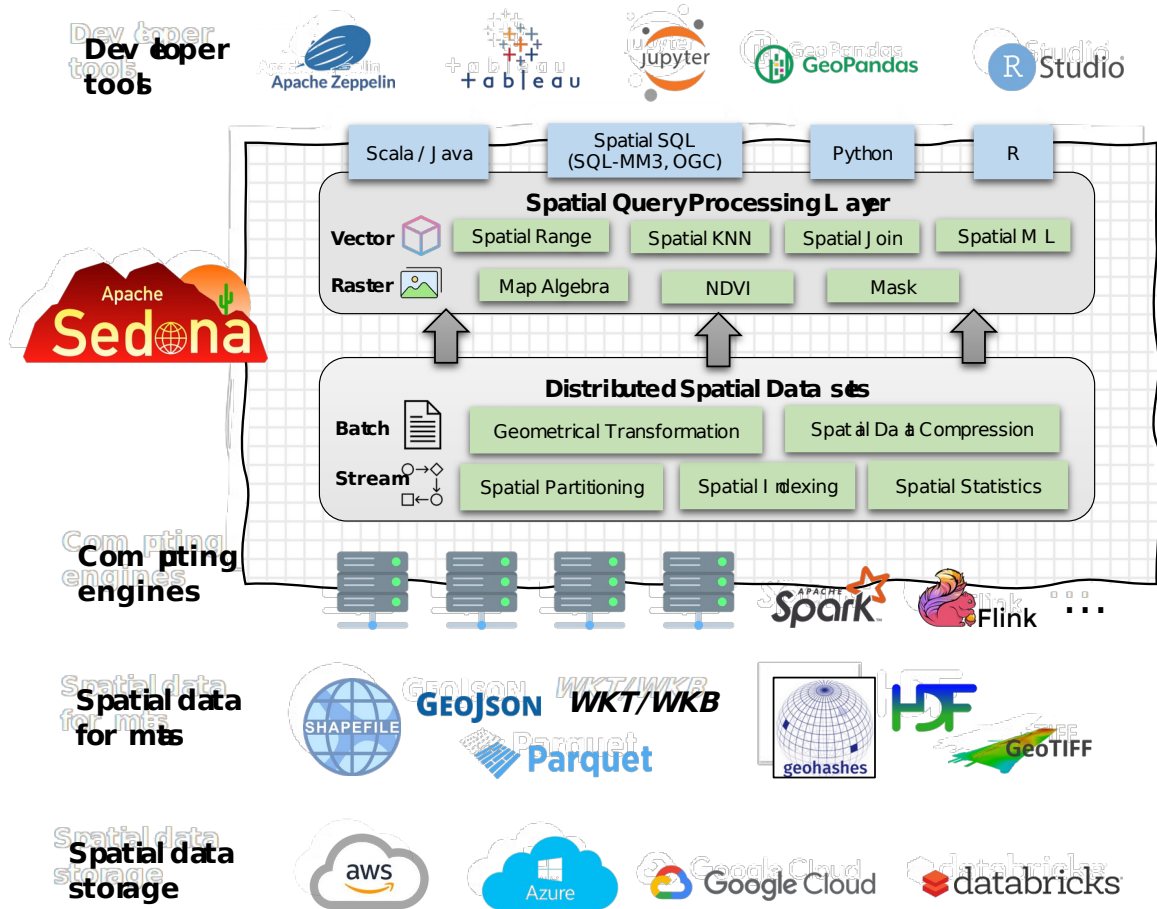 Developer
tools
Apache Zeppelin
+ableau
jupyter
GeoPandas
R Studio
Scala / Java
Spatial SQL
(SQL-MM3, OGC)
Python
R
Spatial Query Processing Layer
Vector
Spatial Range
Spatial KNN
Spatial Join
Spatial ML
Raster
Map Algebra
NDVI
Mask
Apache
Sedona
Distributed Spatial Datasets
Batch
Geometrical Transformation
Spatial Data Compression
Stream
Spatial Partitioning
Spatial Indexing
Spatial Statistics
Computing
engines
APACHE
Spark
Flink
...
Spatial data
formats
SHAPEFILE
GeoJSON
WKT/WKB
Parquet
geohashes
HDF
GeoTIFF
Spatial data
storage
aws
Azure
Google Cloud
databricks